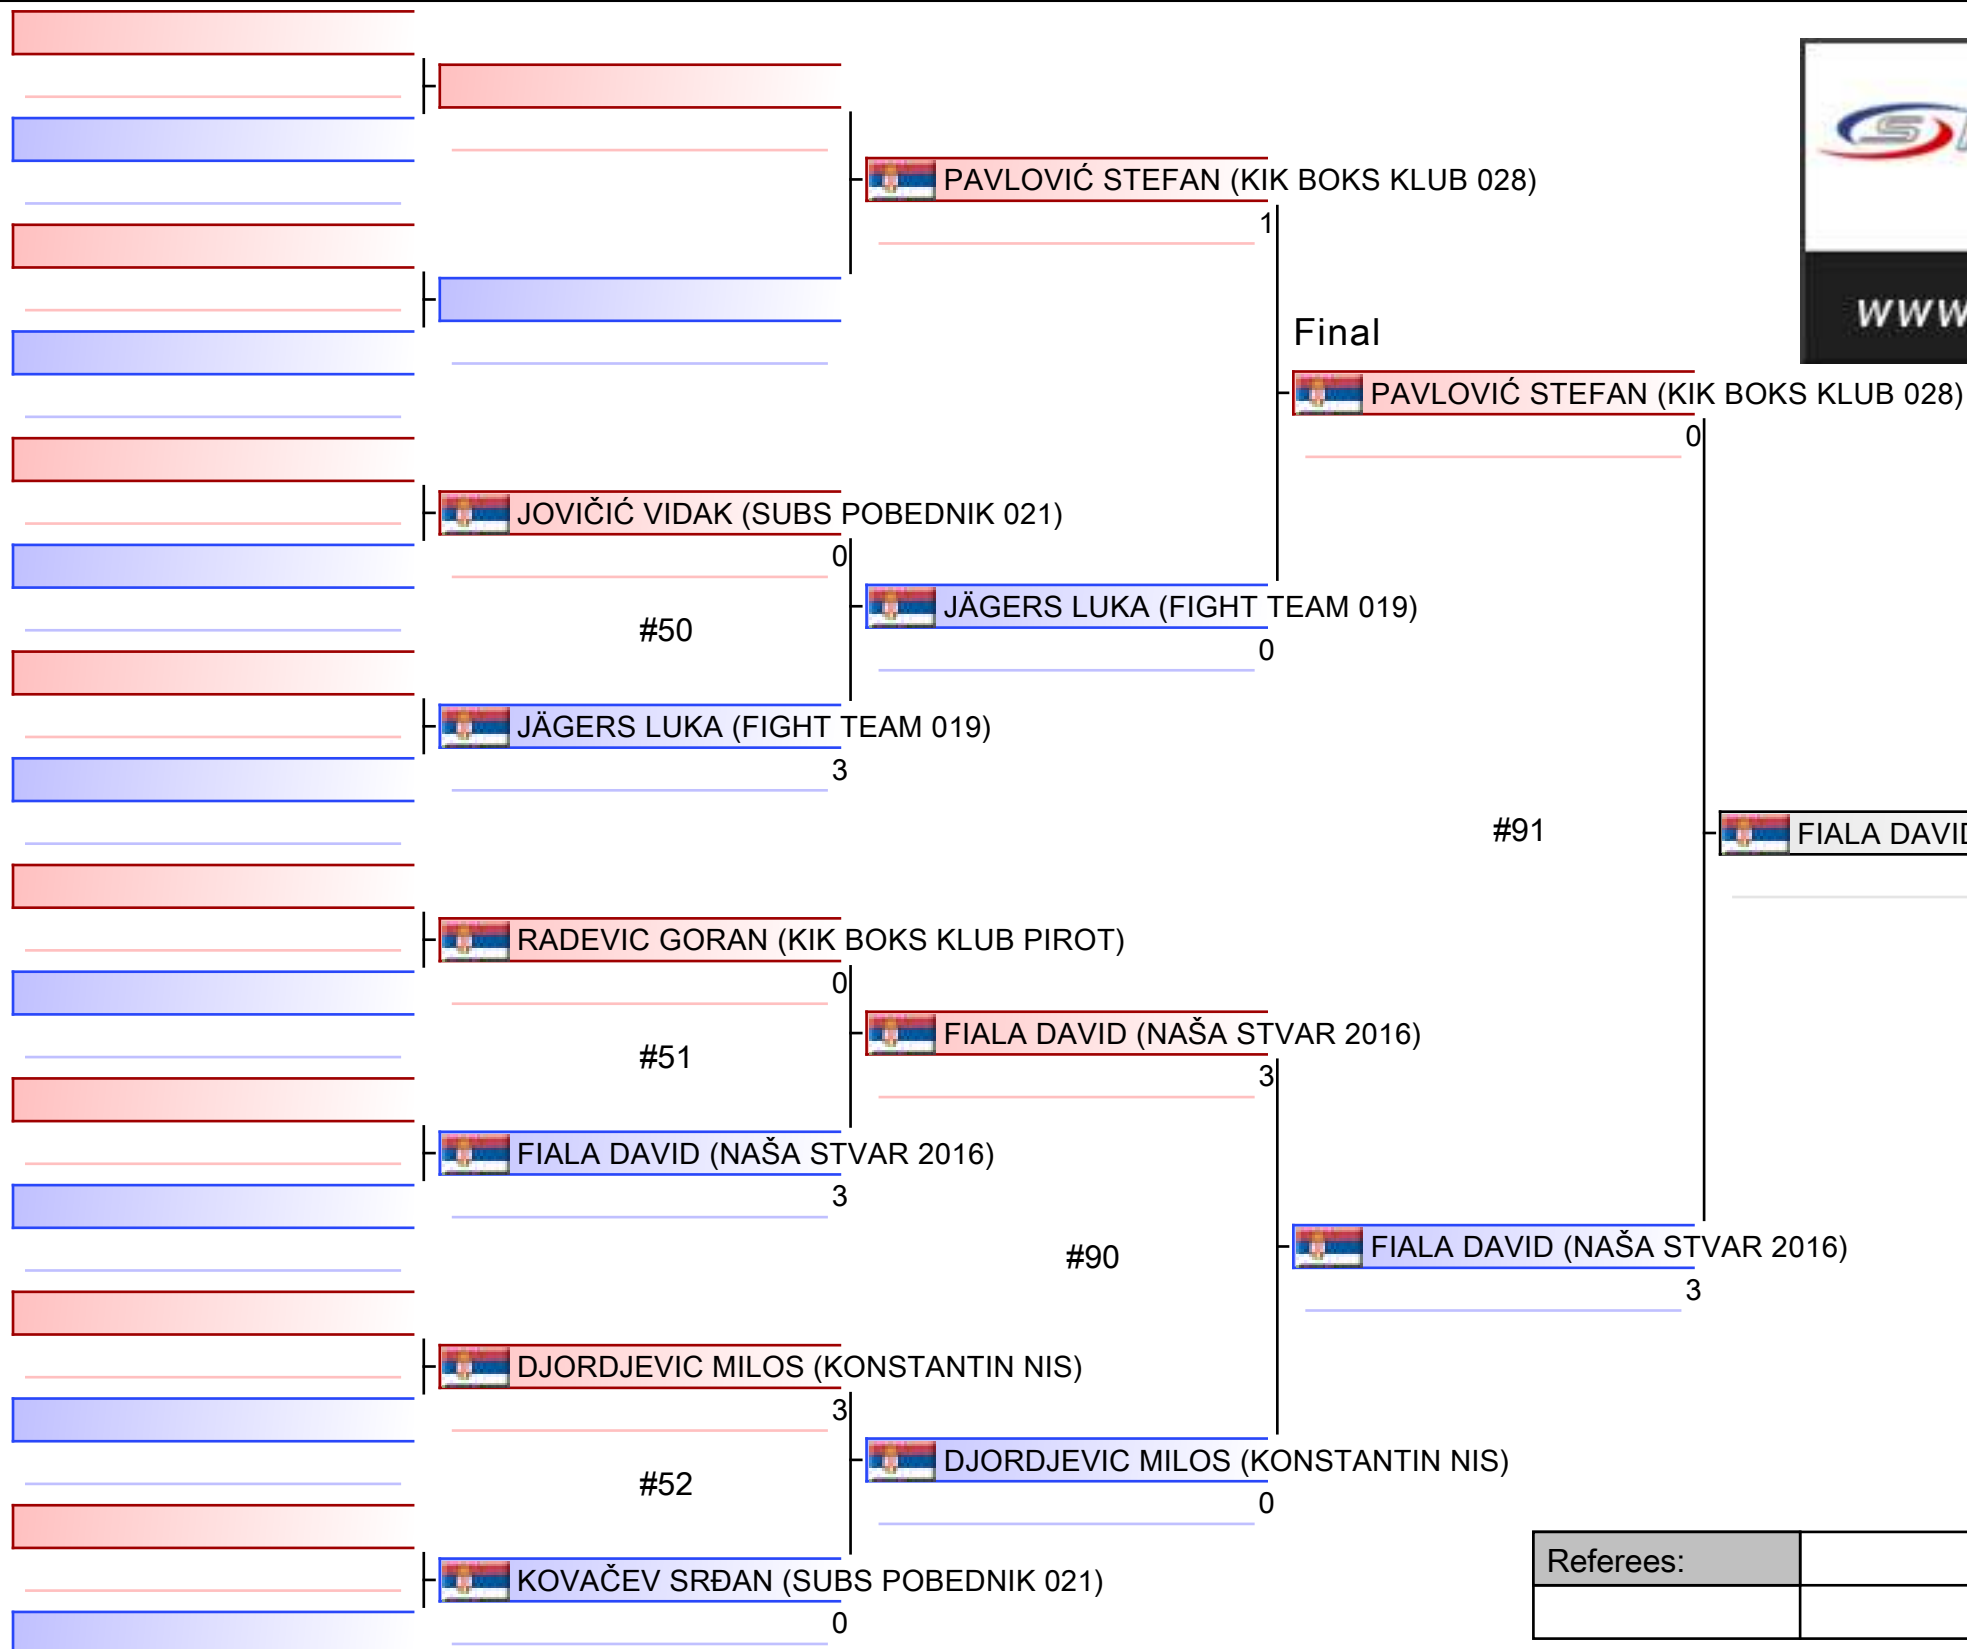 PAVLOVIĆ STEFAN (KIK BOKS KLUB 028)
1
Final
PAVLOVIĆ STEFAN (KIK BOKS KLUB 028)
0
www
JOVIČIĆ VIDAK (SUBS POBEDNIK 021)
0
#50
JÄGERS LUKA (FIGHT TEAM 019)
0
JÄGERS LUKA (FIGHT TEAM 019)
3
#91
FIALA DAVID
RADEVIC GORAN (KIK BOKS KLUB PIROT)
0
#51
FIALA DAVID (NAŠA STVAR 2016)
3
FIALA DAVID (NAŠA STVAR 2016)
3
#90
FIALA DAVID (NAŠA STVAR 2016)
3
DJORDJEVIC MILOS (KONSTANTIN NIS)
3
#52
DJORDJEVIC MILOS (KONSTANTIN NIS)
0
KOVAČEV SRĐAN (SUBS POBEDNIK 021)
0
Referees: